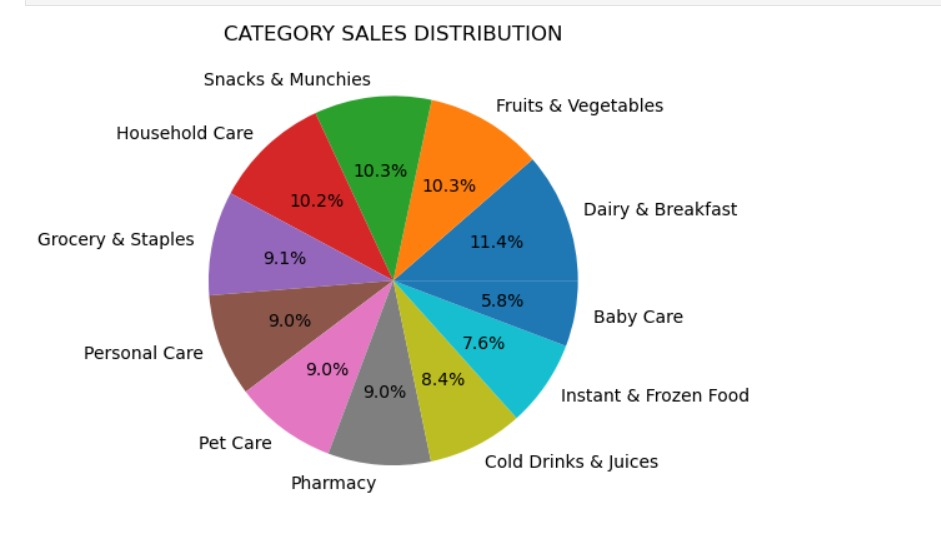 CATEGORY SALES DISTRIBUTION
Snacks & Munchies
Fruits & Vegetables
Household Care
10.3%
10.3%
10.2%
Dairy & Breakfast
11.4%
Grocery & Staples
9.1%
5.8%
Baby Care
9.0%
7.6%
Personal Care
9.0%
8.4%
9.0%
Instant & Frozen Food
Pet Care
Cold Drinks & Juices
Pharmacy